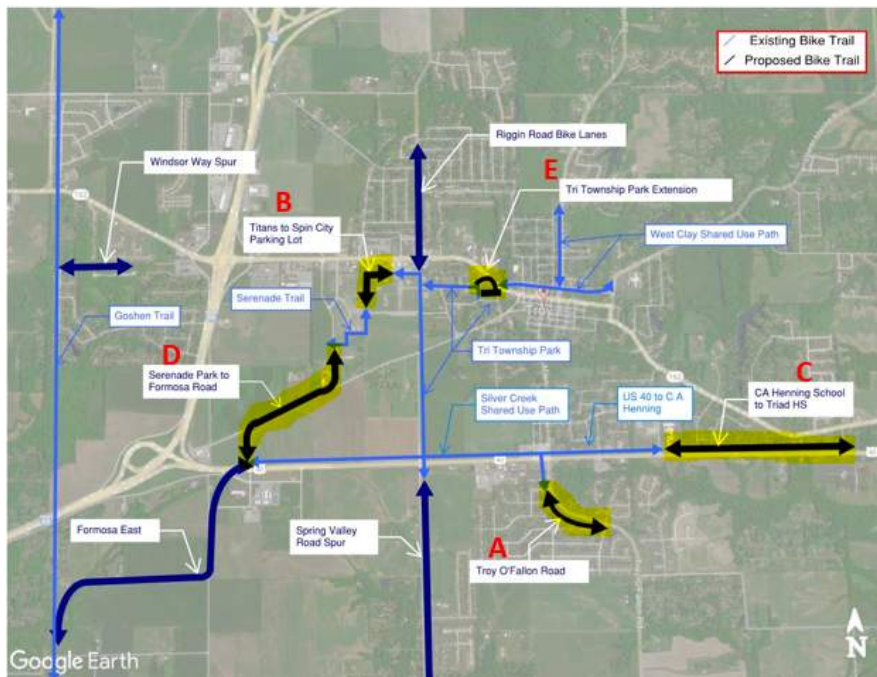 Existing Bike Trail
Proposed Bike Trail
Riggin Road Bike Lanes
Windsor Way Spur
E
Tri Township Park Extension
B
Titans to Spin City
Parking Lot
West Clay Shared Use Path
Serenade Trail
Goshen Trail
D
Serenade Park to
Formosa Road
Tri Township Park
C
CA Henning School
to Triad HS
Silver Creek
Shared Use Path
US 40 to C A
Henning
Formosa East
Spring Valley
Road Spur
A
Troy O'Fallon Road
N
Google Earth
162
162